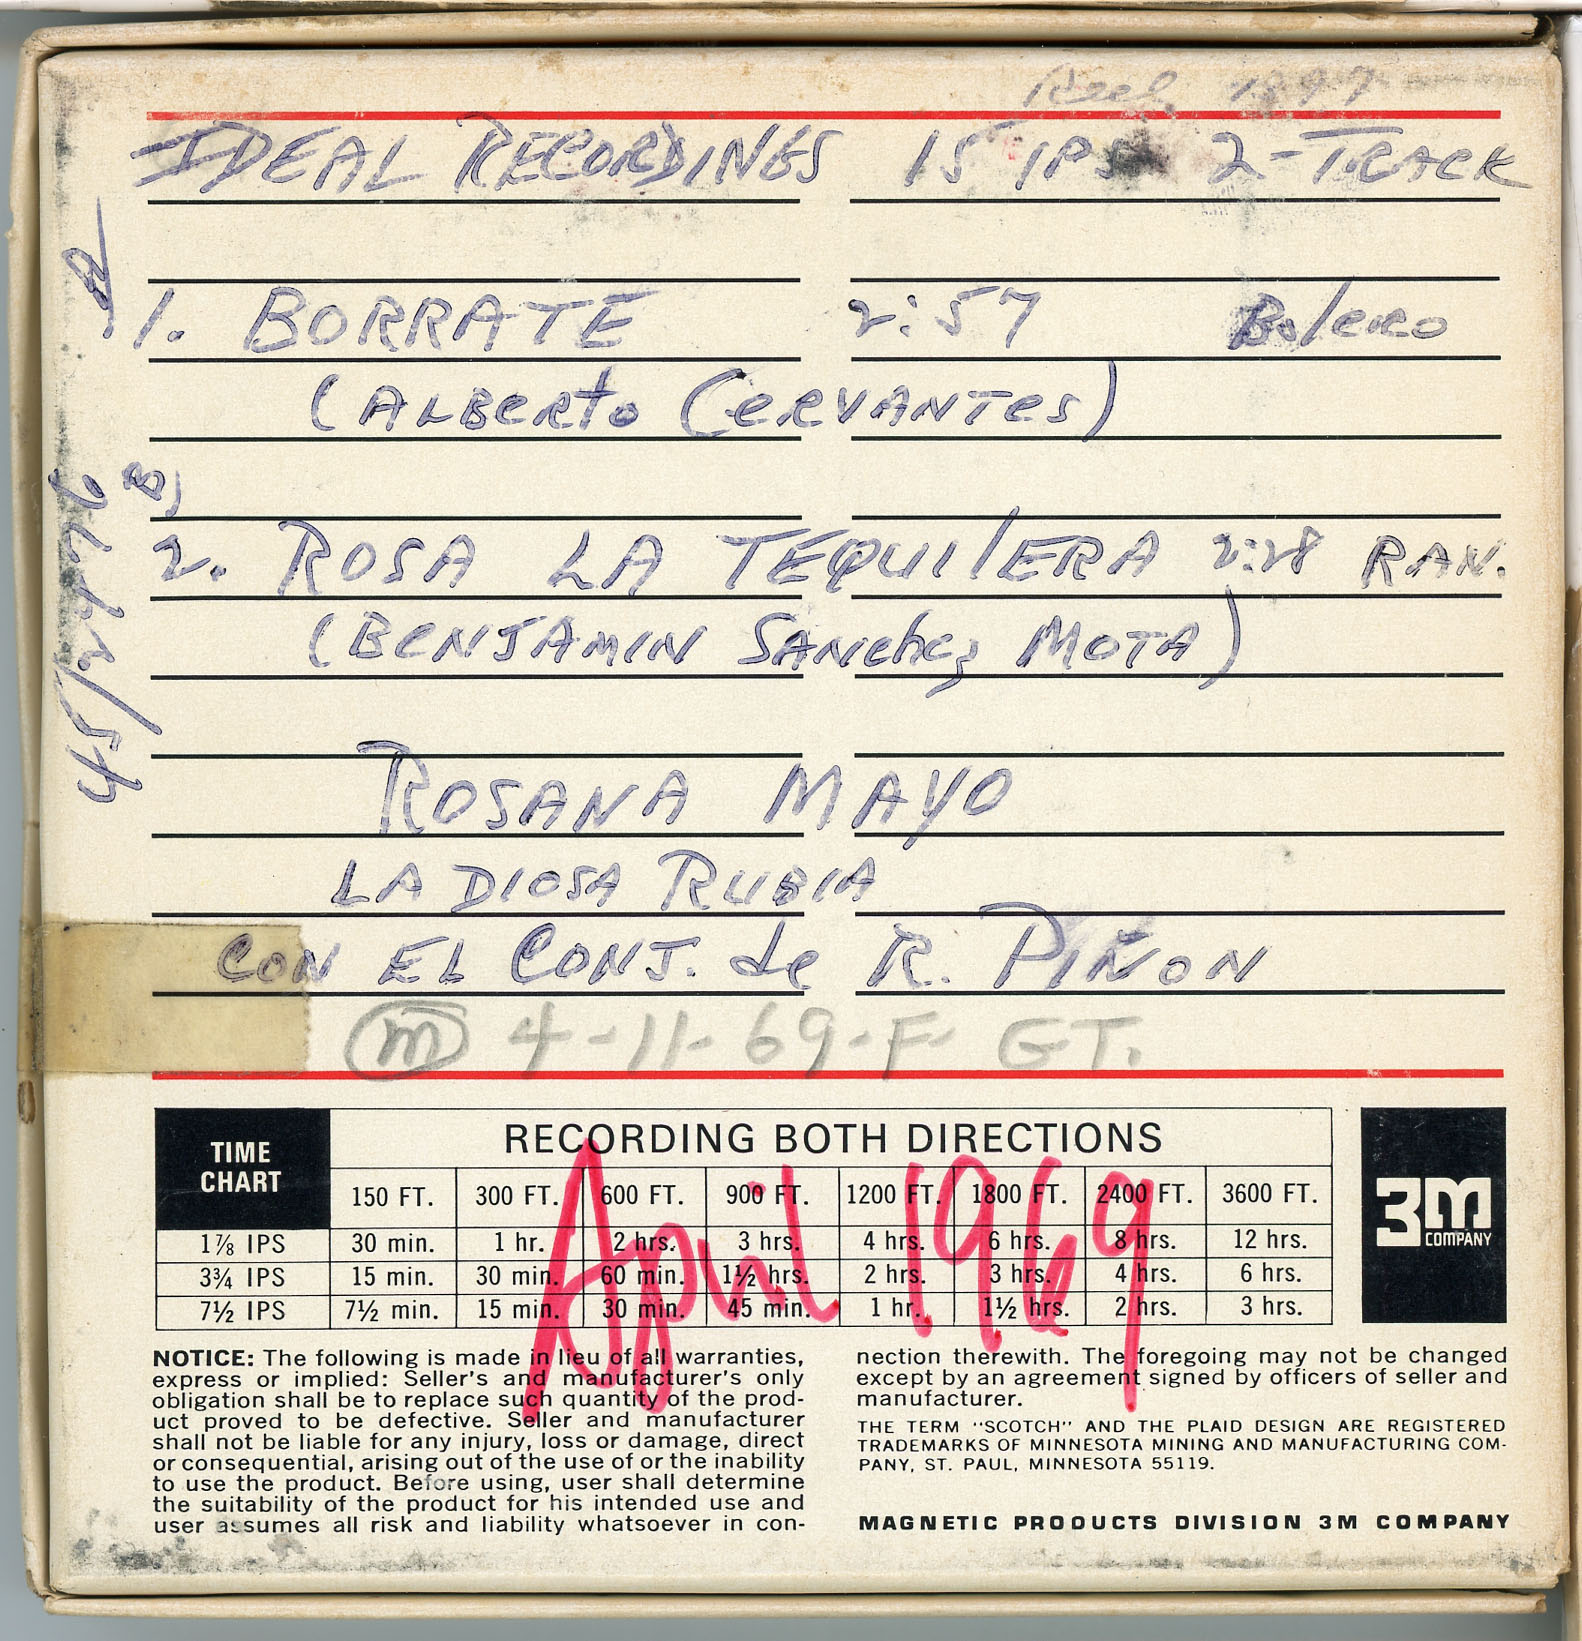 Reel 1897
IDEAL RECORDINGS 15 IPS 2-TRACK
A
1. BORRATE 2:57 Bolero
(ALBERTO CERVANTES)
B)
2. ROSA LA TEQUILERA 2:28 RAN.
(BENJAMIN SANchez MOTA)
45/2776
ROSANA MAYO
LA DIOSA RUBIA
CON EL CONJ. de R. PIÑON
m 4-11-69-F- GT.
TIME CHART
RECORDING BOTH DIRECTIONS
150 FT. 300 FT. 600 FT. 900 FT. 1200 FT. 1800 FT. 2400 FT. 3600 FT.
1⅞ IPS 30 min. 1 hr. 2 hrs. 3 hrs. 4 hrs. 6 hrs. 8 hrs. 12 hrs.
3¾ IPS 15 min. 30 min. 60 min. 1½ hrs. 2 hrs. 3 hrs. 4 hrs. 6 hrs.
7½ IPS 7½ min. 15 min. 30 min. 45 min. 1 hr. 1½ hrs. 2 hrs. 3 hrs.
3M
COMPANY
April 1969
NOTICE: The following is made in lieu of all warranties,
express or implied: Seller's and manufacturer's only
obligation shall be to replace such quantity of the prod-
uct proved to be defective. Seller and manufacturer
shall not be liable for any injury, loss or damage, direct
or consequential, arising out of the use of or the inability
to use the product. Before using, user shall determine
the suitability of the product for his intended use and
user assumes all risk and liability whatsoever in con-
nection therewith. The foregoing may not be changed
except by an agreement signed by officers of seller and
manufacturer.
THE TERM "SCOTCH" AND THE PLAID DESIGN ARE REGISTERED
TRADEMARKS OF MINNESOTA MINING AND MANUFACTURING COM-
PANY, ST. PAUL, MINNESOTA 55119.
MAGNETIC PRODUCTS DIVISION 3M COMPANY